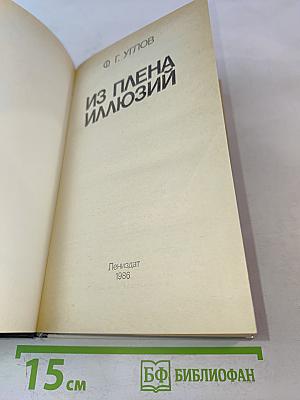 Ф. Г. УГЛОВ
ИЗ ПЛЕНА
ИЛЛЮЗИЙ
Лениздат
1986
15 см
БФ БИБЛИОФАН